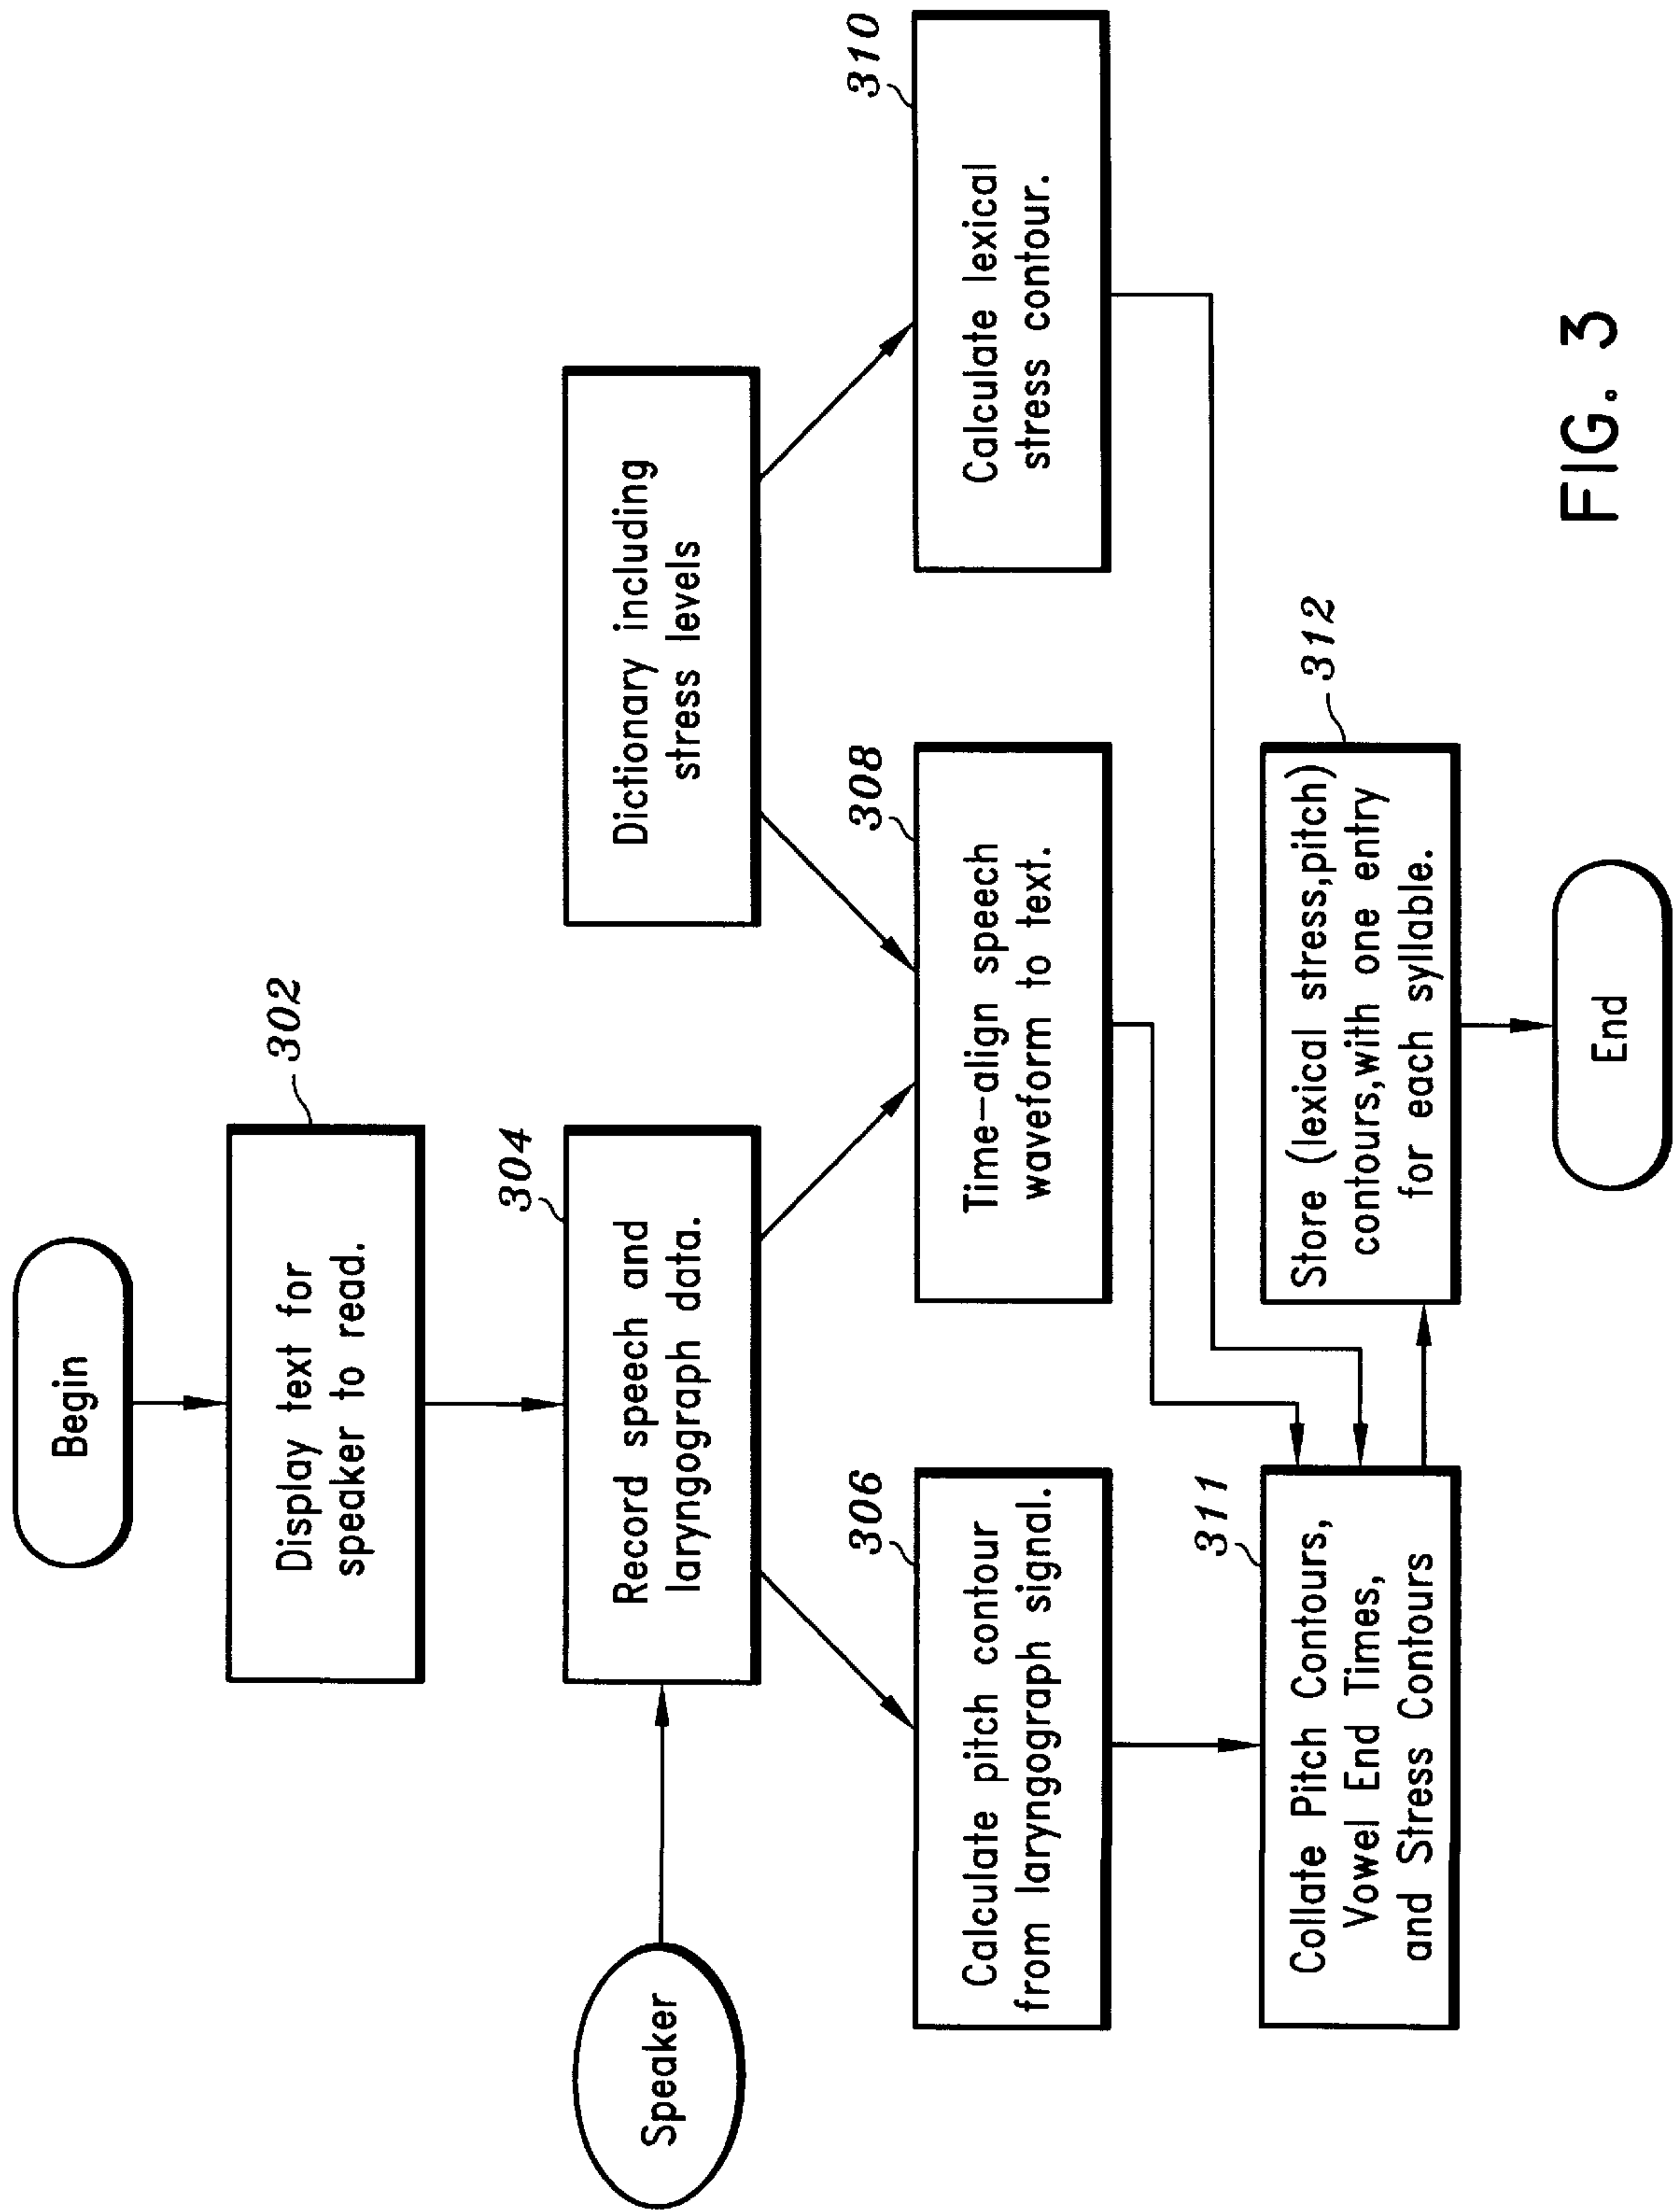 Begin
302
Display text for
speaker to read.
304
Speaker
Record speech and
laryngograph data.
Dictionary including
stress levels
306
Calculate pitch contour
from laryngograph signal.
308
Time-align speech
waveform to text.
310
Calculate lexical
stress contour.
311
Collate Pitch Contours,
Vowel End Times,
and Stress Contours
312
Store (lexical stress,pitch)
contours,with one entry
for each syllable.
End
FIG. 3